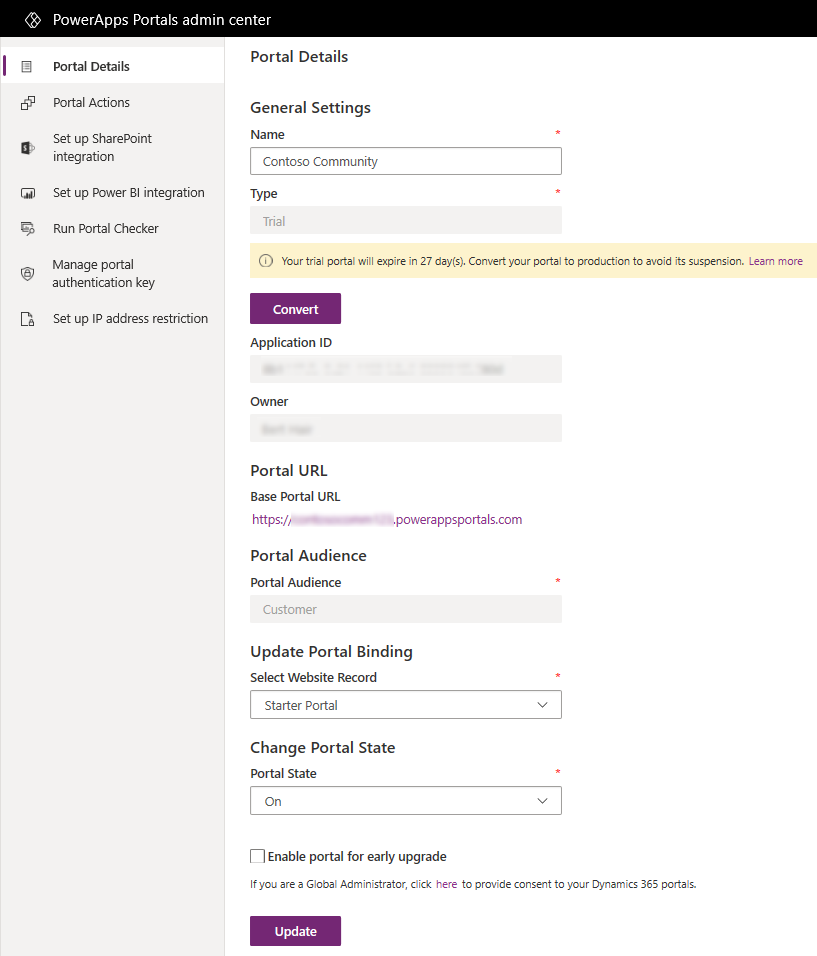 PowerApps Portals admin center
Portal Details
Portal Actions
Set up SharePoint
integration
Set up Power BI integration
Run Portal Checker
Manage portal
authentication key
Set up IP address restriction
Portal Details
General Settings
Name *
Contoso Community
Type *
Trial
Your trial portal will expire in 27 day(s). Convert your portal to production to avoid its suspension. Learn more
Convert
Application ID
Owner
Portal URL
Base Portal URL
https:// .powerappsportals.com
Portal Audience
Portal Audience *
Customer
Update Portal Binding
Select Website Record *
Starter Portal
Change Portal State
Portal State *
On
Enable portal for early upgrade
If you are a Global Administrator, click here to provide consent to your Dynamics 365 portals.
Update